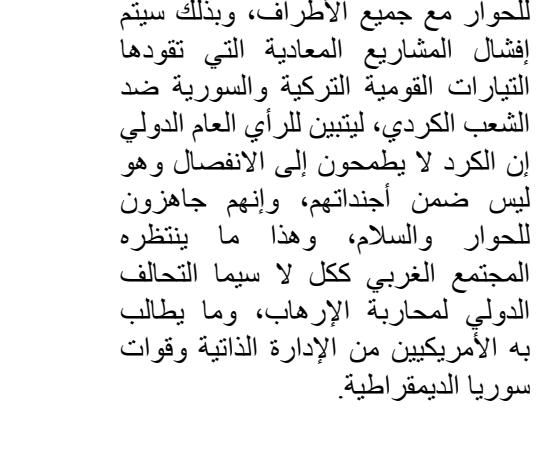 للحوار مع جميع الأطراف، وبذلك سيتم
إفشال المشاريع المعادية التي تقودها
التيارات القومية التركية والسورية ضد
الشعب الكردي، ليتبين للرأي العام الدولي
إن الكرد لا يطمحون إلى الانفصال وهو
ليس ضمن أجنداتهم، وإنهم جاهزون
للحوار والسلام، وهذا ما ينتظره
المجتمع الغربي ككل لا سيما التحالف
الدولي لمحاربة الإرهاب، وما يطالب
به الأمريكيين من الإدارة الذاتية وقوات
سوريا الديمقراطية.